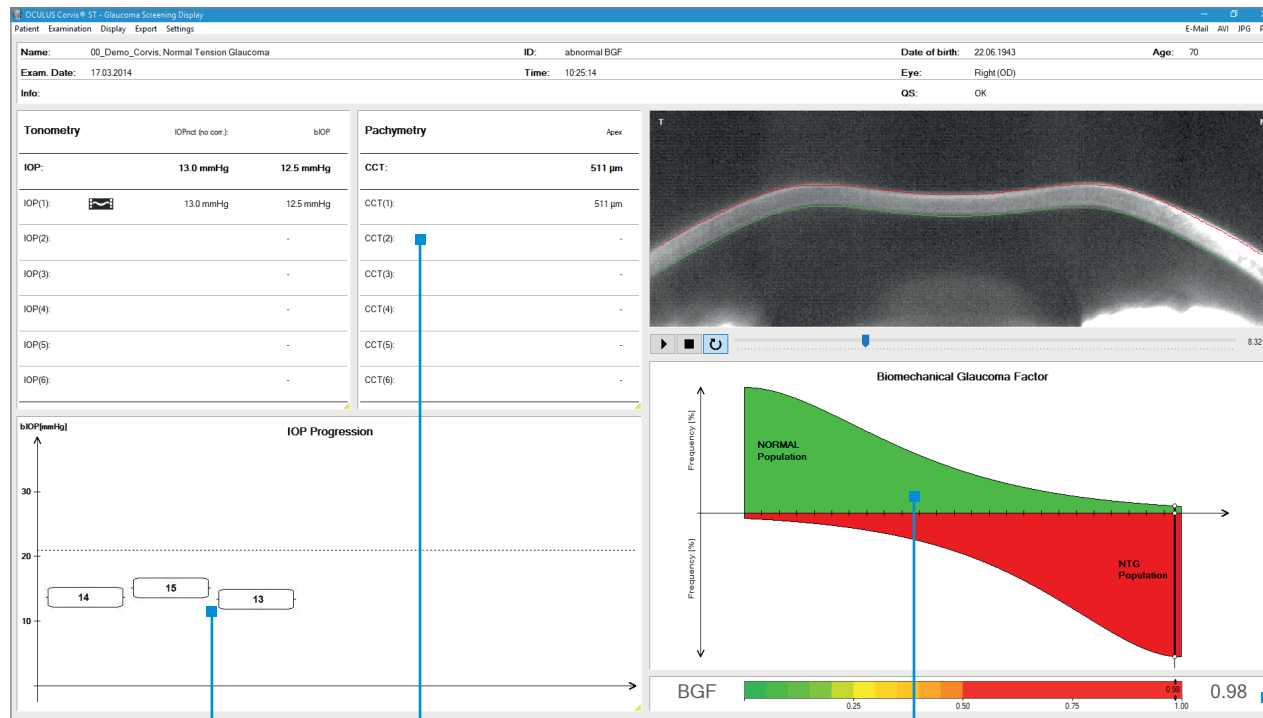 OCULUS Corvis® ST - Glaucoma Screening Display
Patient Examination Display Export Settings
E-Mail AVI JPG
Name: 00_Demo_Corvis, Normal Tension Glaucoma ID: abnormal BGF Date of birth: 22.06.1943 Age: 70
Exam. Date: 17.03.2014 Time: 10:25:14 Eye: Right (OD)
Info: QS: OK
Tonometry IOPnct (no corr.): bIOP
IOP: 13.0 mmHg 12.5 mmHg
IOP(1): 13.0 mmHg 12.5 mmHg
IOP(2): -
IOP(3): -
IOP(4): -
IOP(5): -
IOP(6): -
Pachymetry Apex
CCT: 511 µm
CCT(1): 511 µm
CCT(2): -
CCT(3): -
CCT(4): -
CCT(5): -
CCT(6): -
T
8.32
bIOP[mmHg]
IOP Progression
30
20
10
14
15
13
Biomechanical Glaucoma Factor
Frequency [%]
NORMAL
Population
Frequency [%]
NTG
Population
BGF 0.98 0.98
0.25 0.50 0.75 1.00